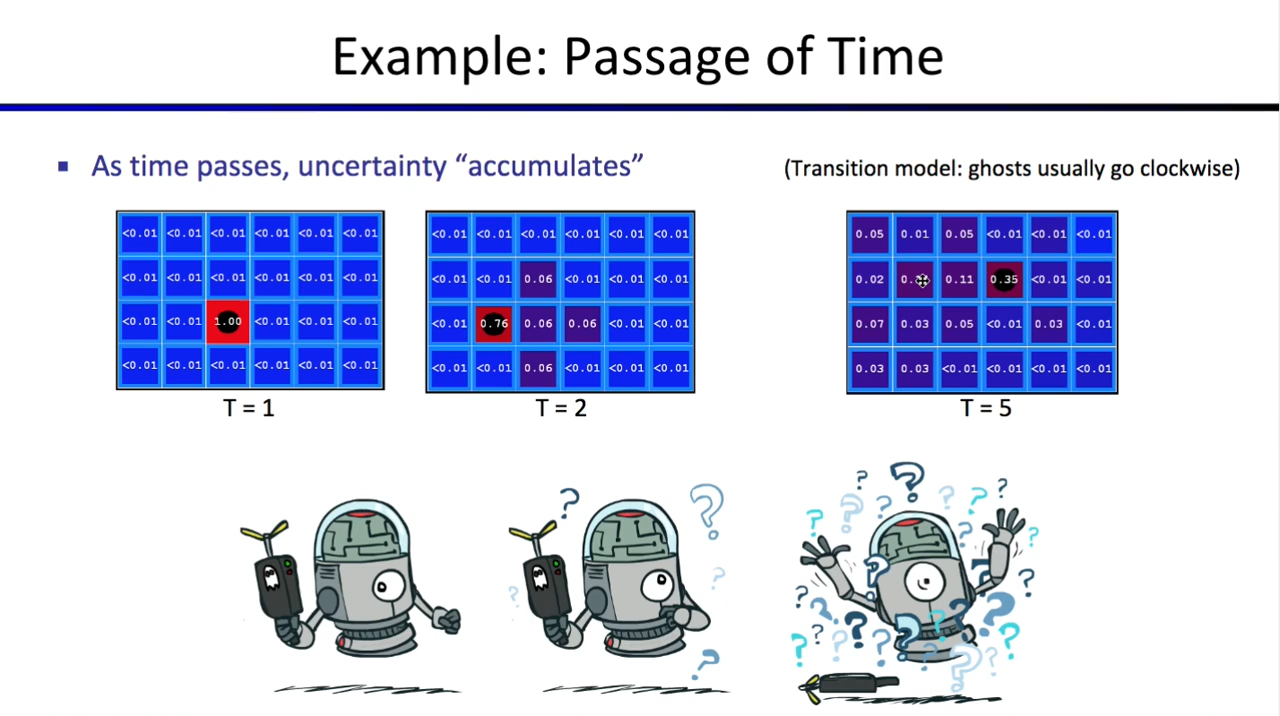 Example: Passage of Time
As time passes, uncertainty “accumulates”
(Transition model: ghosts usually go clockwise)
<0.01 <0.01 <0.01 <0.01 <0.01 <0.01
<0.01 <0.01 <0.01 <0.01 <0.01 <0.01
<0.01 <0.01 1.00 <0.01 <0.01 <0.01
<0.01 <0.01 <0.01 <0.01 <0.01 <0.01
T = 1
<0.01 <0.01 <0.01 <0.01 <0.01 <0.01
<0.01 <0.01 0.06 <0.01 <0.01 <0.01
<0.01 0.76 0.06 0.06 <0.01 <0.01
<0.01 <0.01 0.06 <0.01 <0.01 <0.01
T = 2
0.05 0.01 0.05 <0.01 <0.01 <0.01
0.02 0.11 0.35 <0.01 <0.01
0.07 0.03 0.05 <0.01 0.03 <0.01
0.03 0.03 <0.01 <0.01 <0.01 <0.01
T = 5
? ? ? ?
? ? ? ? ? ? ? ? ? ? ? ? ? ? ? ? ? ? ? ? ? ? ? ?